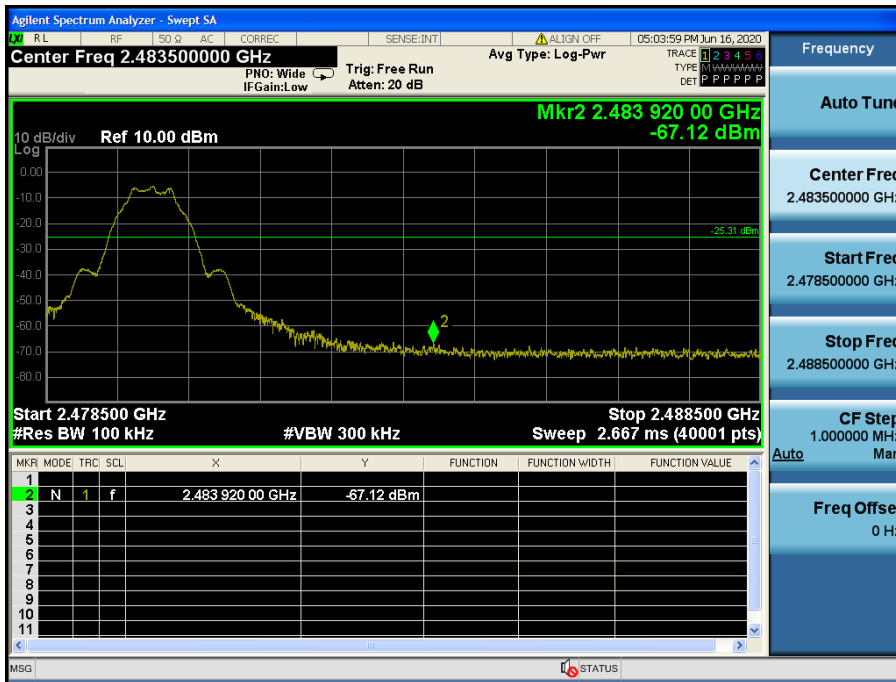 Agilent Spectrum Analyzer - Swept SA
LXI RL RF 50 Ω AC CORREC SENSE:INT ALIGN OFF 05:03:59 PM Jun 16, 2020
Center Freq 2.483500000 GHz
PNO: Wide
IFGain:Low
Trig: Free Run
Atten: 20 dB
Avg Type: Log-Pwr
TRACE 1 2 3 4 5 6
TYPE M WWWWW
DET P P P P P P
Mkr2 2.483 920 00 GHz
-67.12 dBm
10 dB/div Ref 10.00 dBm
Log
0.00
-10.0
-20.0
-25.31 dBm
-30.0
-40.0
-50.0
-60.0
2
-70.0
-80.0
Start 2.478500 GHz Stop 2.488500 GHz
#Res BW 100 kHz #VBW 300 kHz Sweep 2.667 ms (40001 pts)
MKR MODE TRC SCL X Y FUNCTION FUNCTION WIDTH FUNCTION VALUE
1
2 N 1 f 2.483 920 00 GHz -67.12 dBm
3
4
5
6
7
8
9
10
11
MSG STATUS
Frequency
Auto Tune
Center Freq
2.483500000 GHz
Start Freq
2.478500000 GHz
Stop Freq
2.488500000 GHz
CF Step
1.000000 MHz
Auto Man
Freq Offset
0 Hz